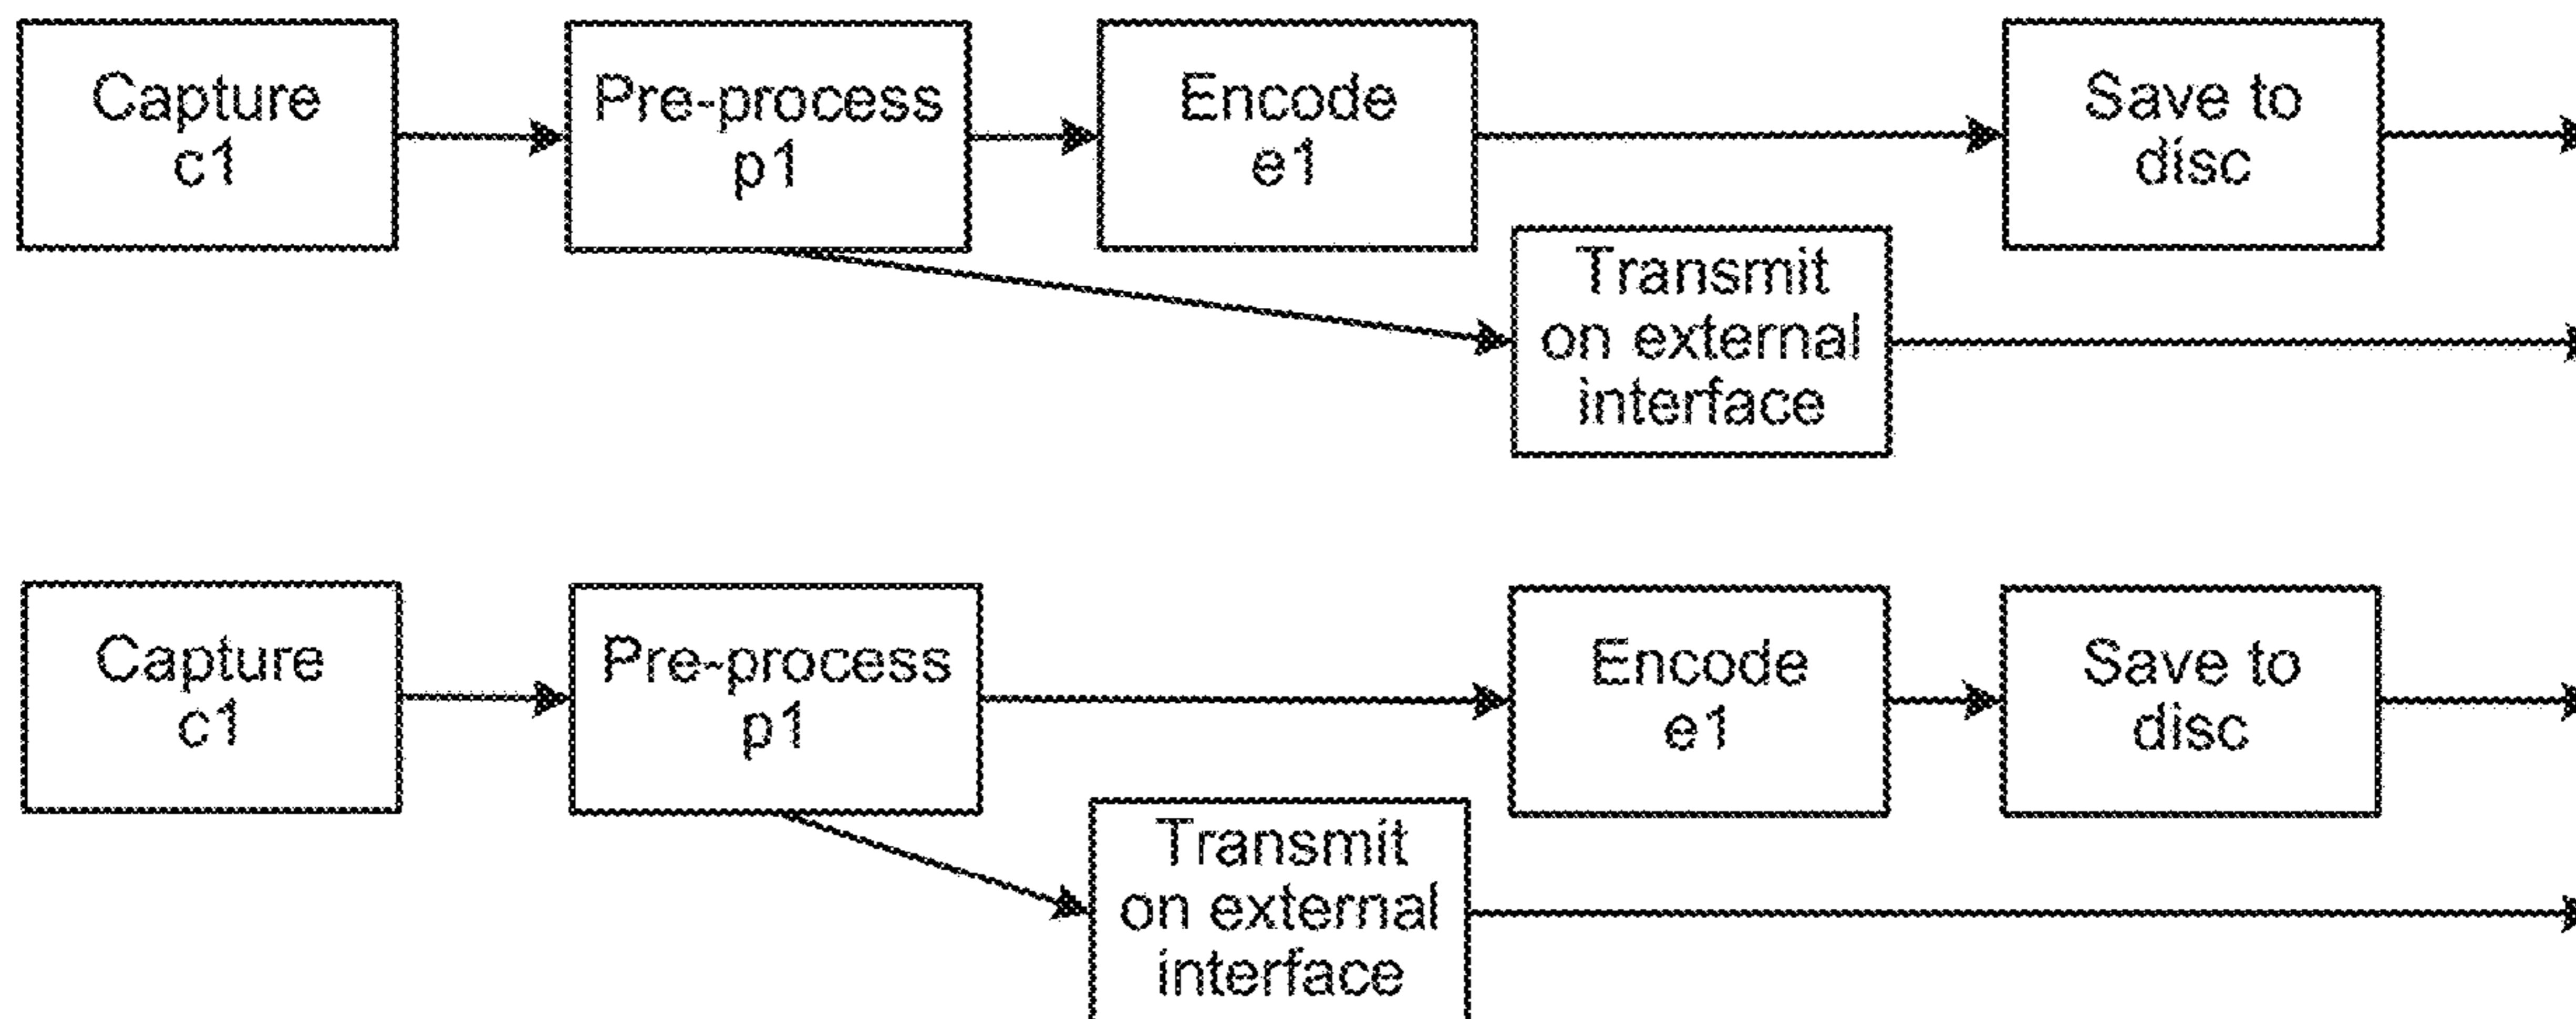 Capture
c1
Pre-process
p1
Encode
e1
Save to
disc
Transmit
on external
interface
Capture
c1
Pre-process
p1
Encode
e1
Save to
disc
Transmit
on external
interface